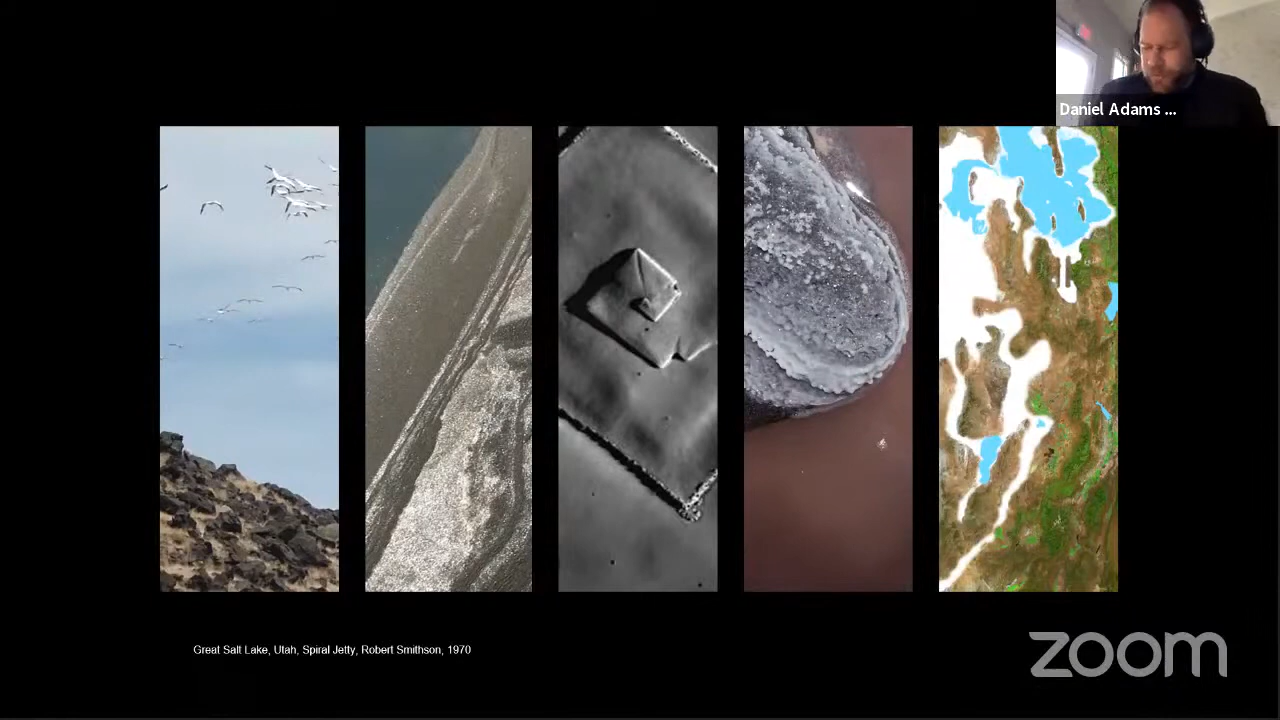 Daniel Adams ...
Great Salt Lake, Utah, Spiral Jetty, Robert Smithson, 1970
zoom